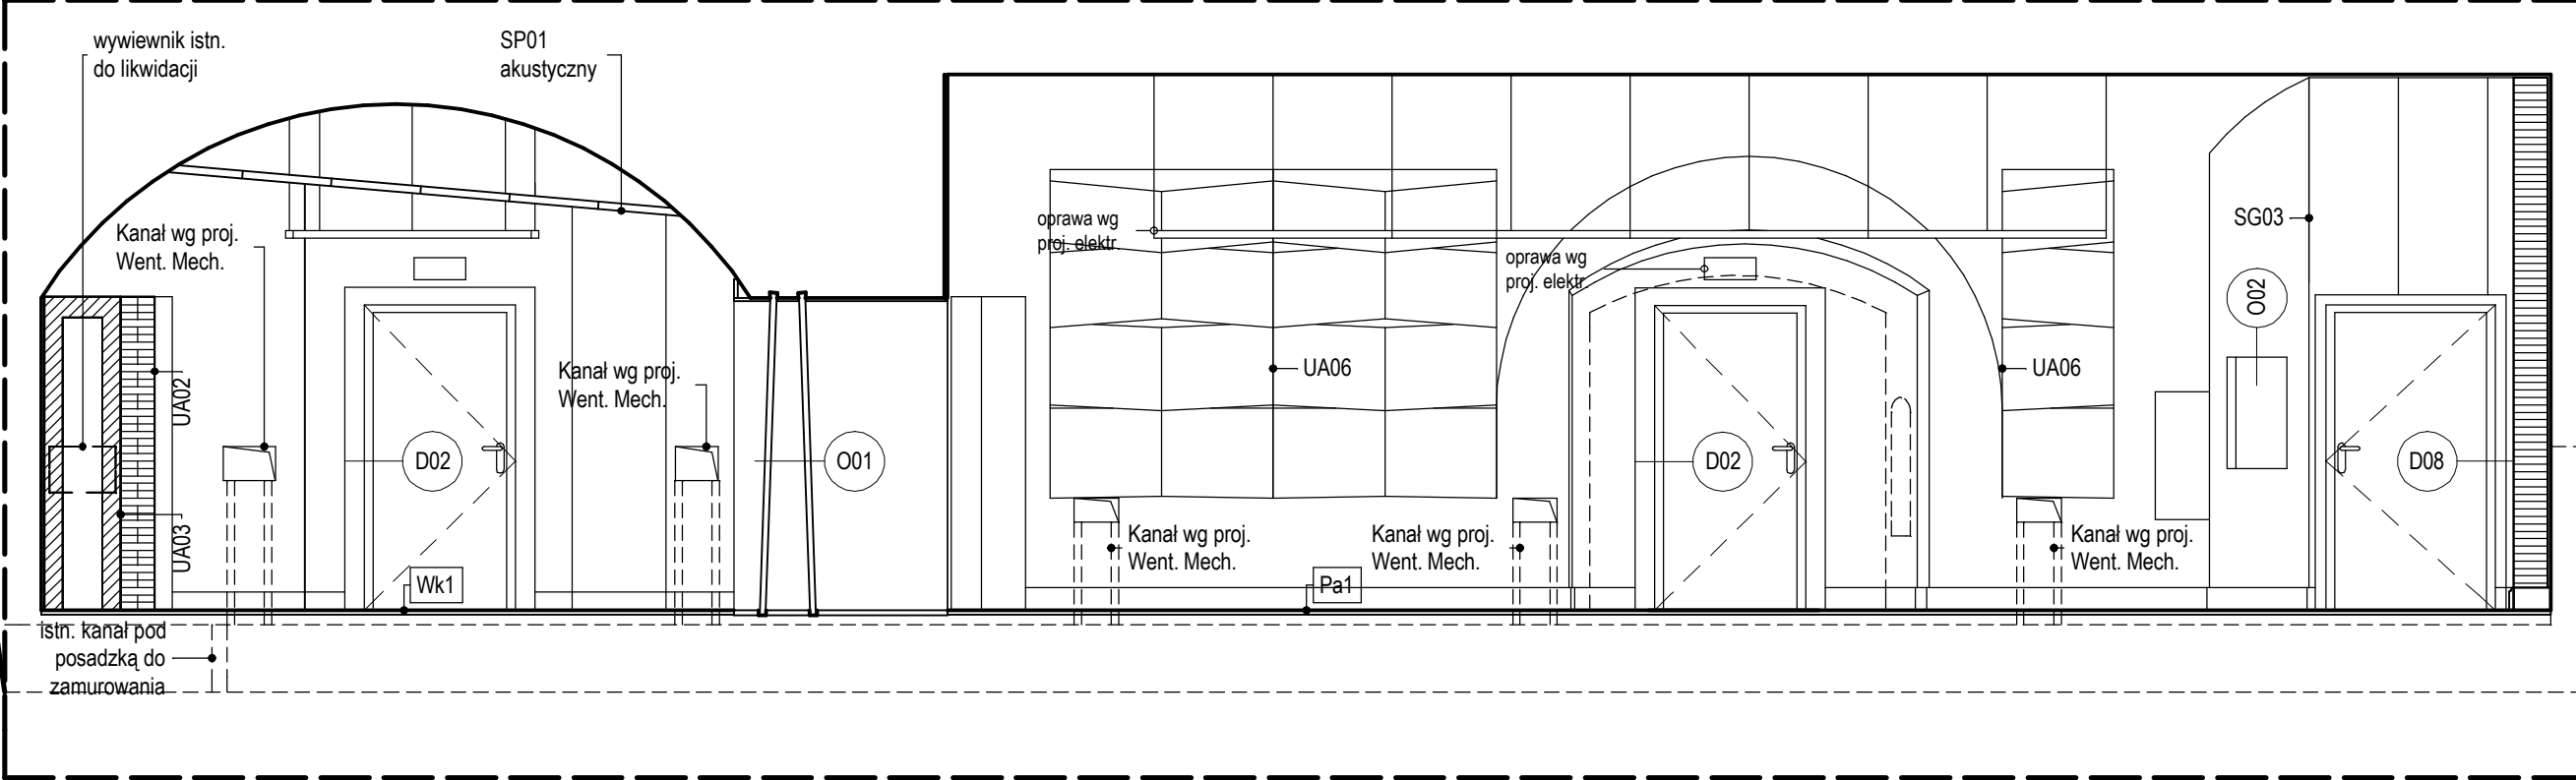 wywiewnik istn.
do likwidacji
SP01
akustyczny
Kanał wg proj.
Went. Mech.
UA02
UA03
Kanał wg proj.
Went. Mech.
D02
O01
Wk1
istn. kanał pod
posadzką do
zamurowania
oprawa wg
proj. elektr.
oprawa wg
proj. elektr.
UA06
UA06
SG03
O02
D02
D08
Kanał wg proj.
Went. Mech.
Kanał wg proj.
Went. Mech.
Kanał wg proj.
Went. Mech.
Pa1